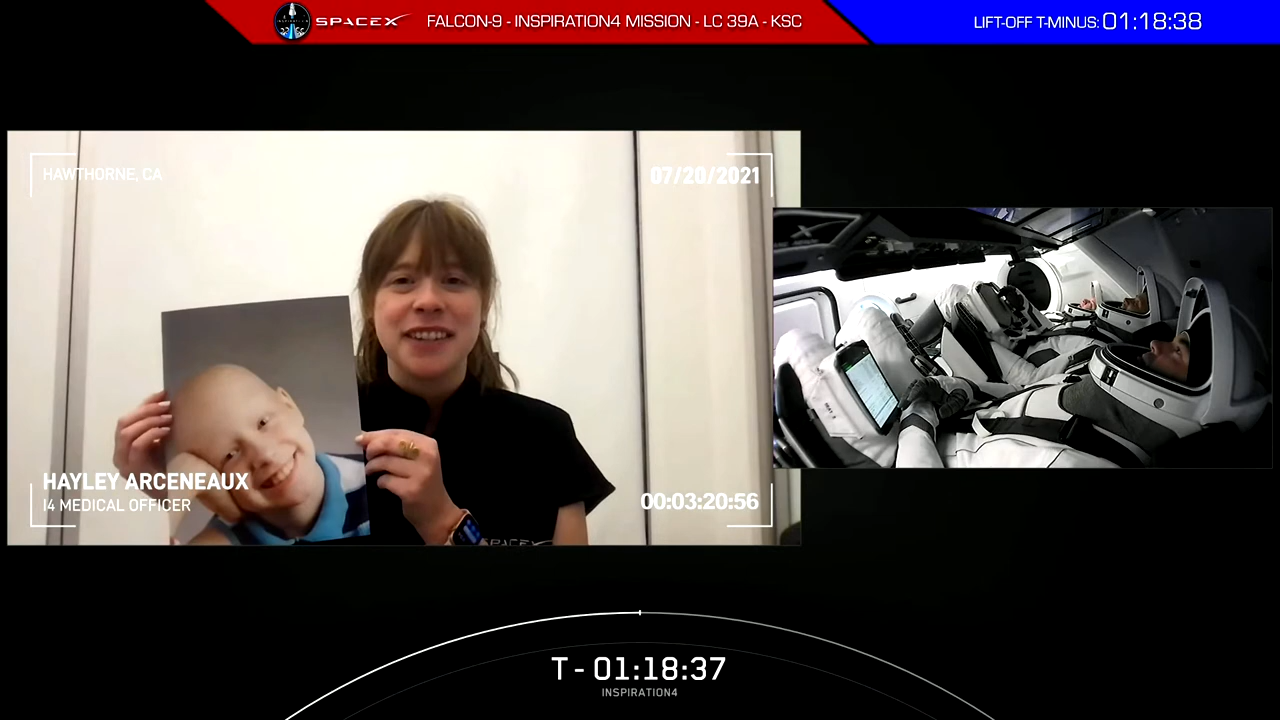 SPACEX
FALCON-9 - INSPIRATION4 MISSION - LC 39A - KSC
LIFT-OFF T-MINUS: 01:18:38
HAWTHORNE, CA
07/20/2021
HAYLEY ARCENEAUX
I4 MEDICAL OFFICER
00:03:20:56
SPACEX
T- 01:18:37
INSPIRATION4